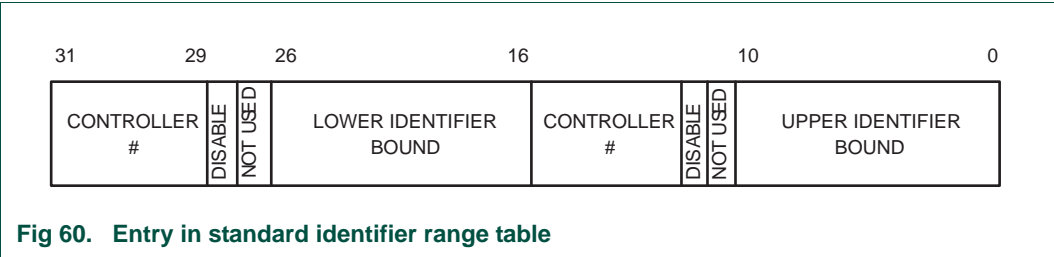 31 29 26 16 10 0
CONTROLLER # DISABLE NOT USED LOWER IDENTIFIER BOUND CONTROLLER # DISABLE NOT USED UPPER IDENTIFIER BOUND
Fig 60. Entry in standard identifier range table